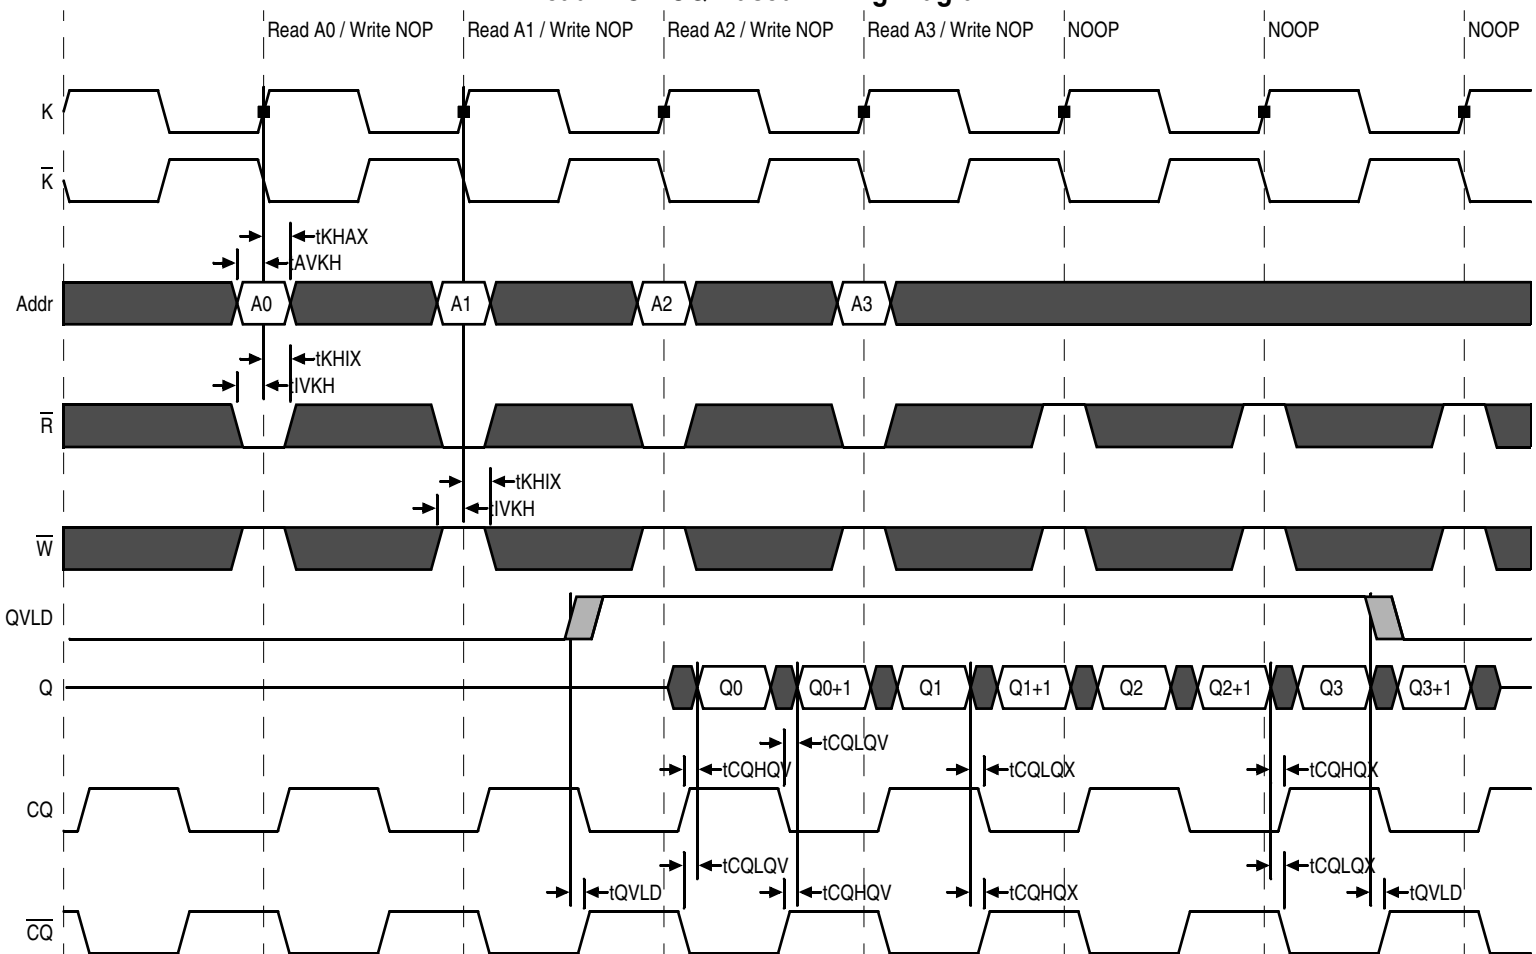 Read A0 / Write NOP Read A1 / Write NOP Read A2 / Write NOP Read A3 / Write NOP NOOP NOOP NOOP
K
K̅
tKHAX
tAVKH
Addr A0 A1 A2 A3
tKHIX
tIVKH
R̅
tKHIX
tIVKH
W̅
QVLD
Q Q0 Q0+1 Q1 Q1+1 Q2 Q2+1 Q3 Q3+1
tCQLQV
tCQHQV tCQLQX tCQHQX
CQ
tCQLQV tCQLQX
tQVLD tCQHQV tCQHQX tQVLD
C̅Q̅